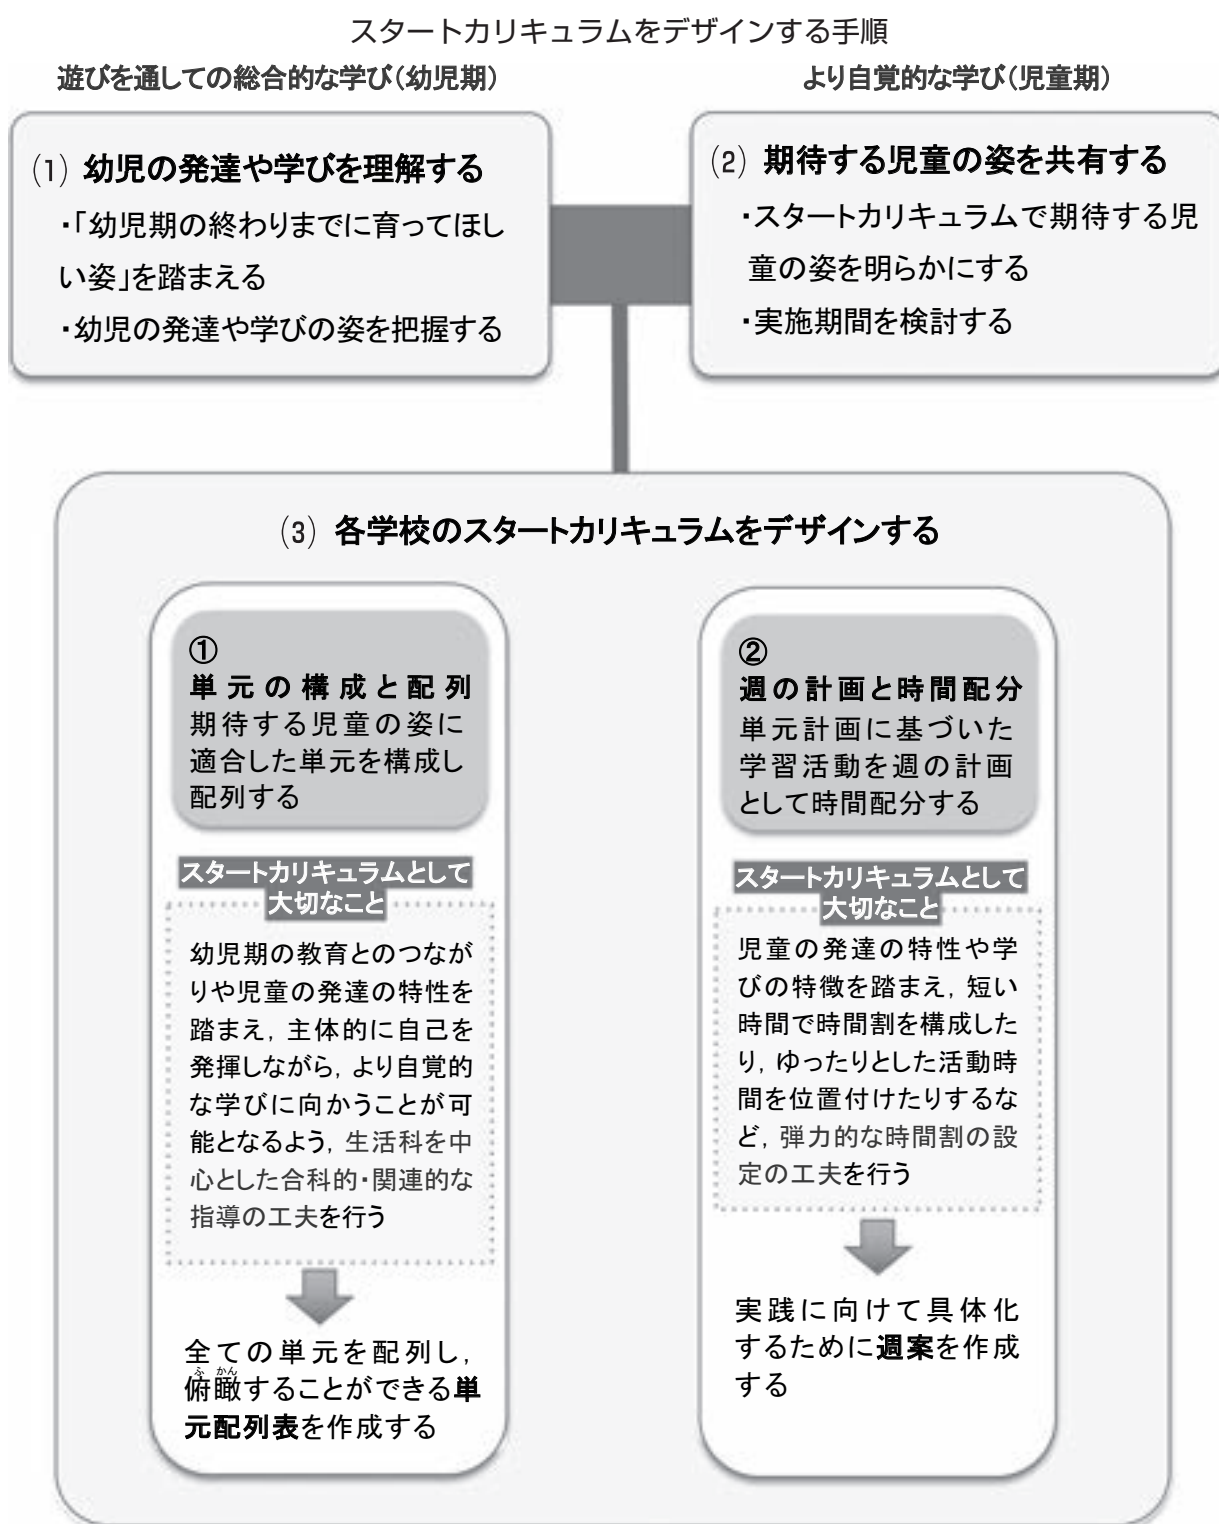 スタートカリキュラムをデザインする手順
遊びを通しての総合的な学び（幼児期）
より自覚的な学び（児童期）
(1) 幼児の発達や学びを理解する
・「幼児期の終わりまでに育ってほし
い姿」を踏まえる
・幼児の発達や学びの姿を把握する
(2) 期待する児童の姿を共有する
・スタートカリキュラムで期待する児
童の姿を明らかにする
・実施期間を検討する
(3) 各学校のスタートカリキュラムをデザインする
①
単元の構成と配列
期待する児童の姿に
適合した単元を構成し
配列する
スタートカリキュラムとして
大切なこと
幼児期の教育とのつなが
りや児童の発達の特性を
踏まえ，主体的に自己を
発揮しながら，より自覚的
な学びに向かうことが可
能となるよう，生活科を中
心とした合科的・関連的な
指導の工夫を行う
全ての単元を配列し，
ふ かん
俯瞰することができる単
元配列表を作成する
②
週の計画と時間配分
単元計画に基づいた
学習活動を週の計画
として時間配分する
スタートカリキュラムとして
大切なこと
児童の発達の特性や学
びの特徴を踏まえ，短い
時間で時間割を構成した
り，ゆったりとした活動時
間を位置付けたりするな
ど，弾力的な時間割の設
定の工夫を行う
実践に向けて具体化
するために週案を作成
する